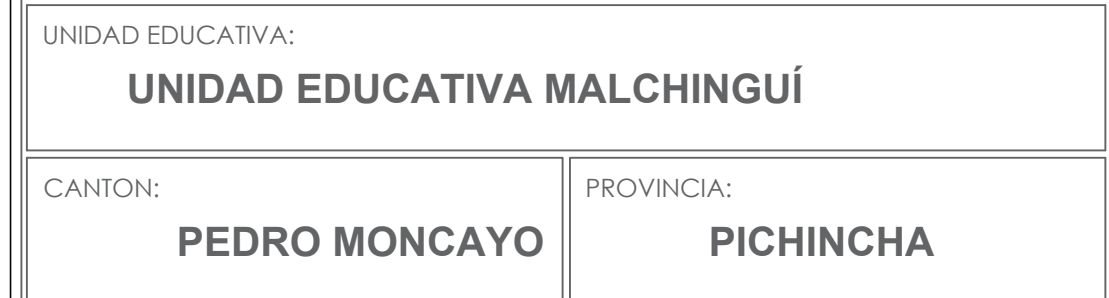 UNIDAD EDUCATIVA:
UNIDAD EDUCATIVA MALCHINGUÍ
CANTON:
PEDRO MONCAYO
PROVINCIA:
PICHINCHA